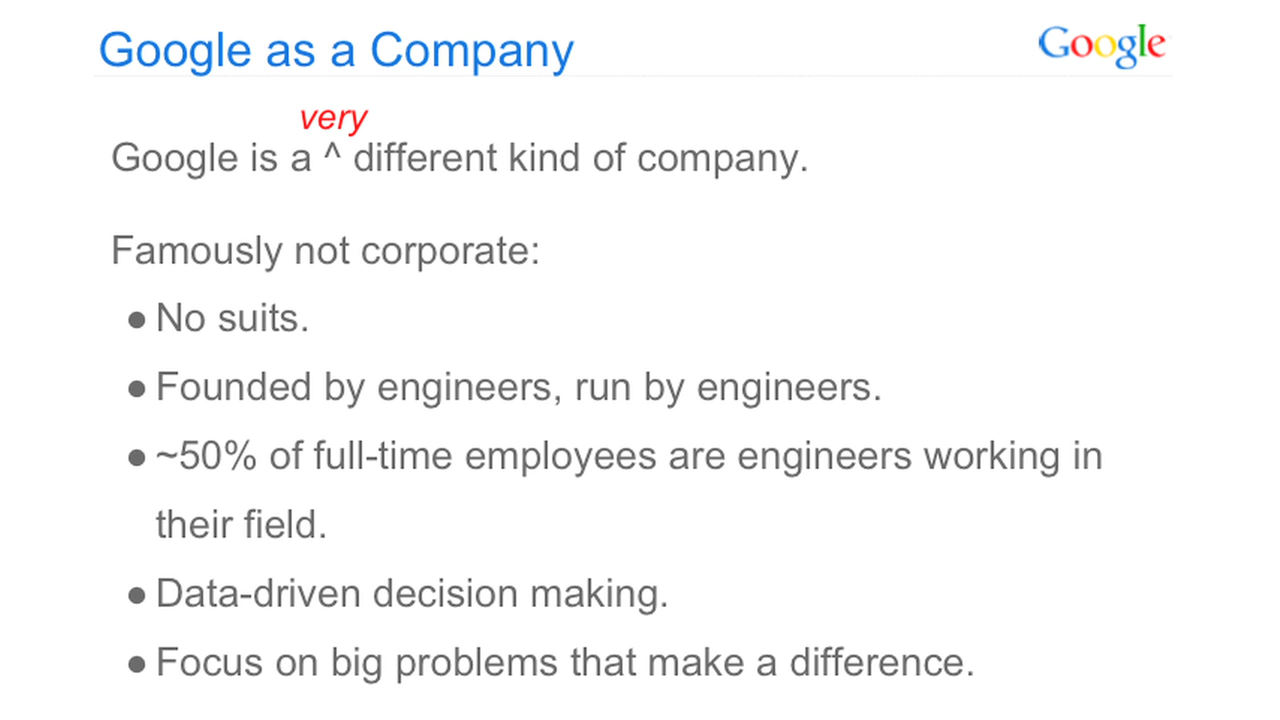 Google as a Company
Google
very
Google is a ^ different kind of company.
Famously not corporate:
● No suits.
● Founded by engineers, run by engineers.
● ~50% of full-time employees are engineers working in
their field.
● Data-driven decision making.
● Focus on big problems that make a difference.